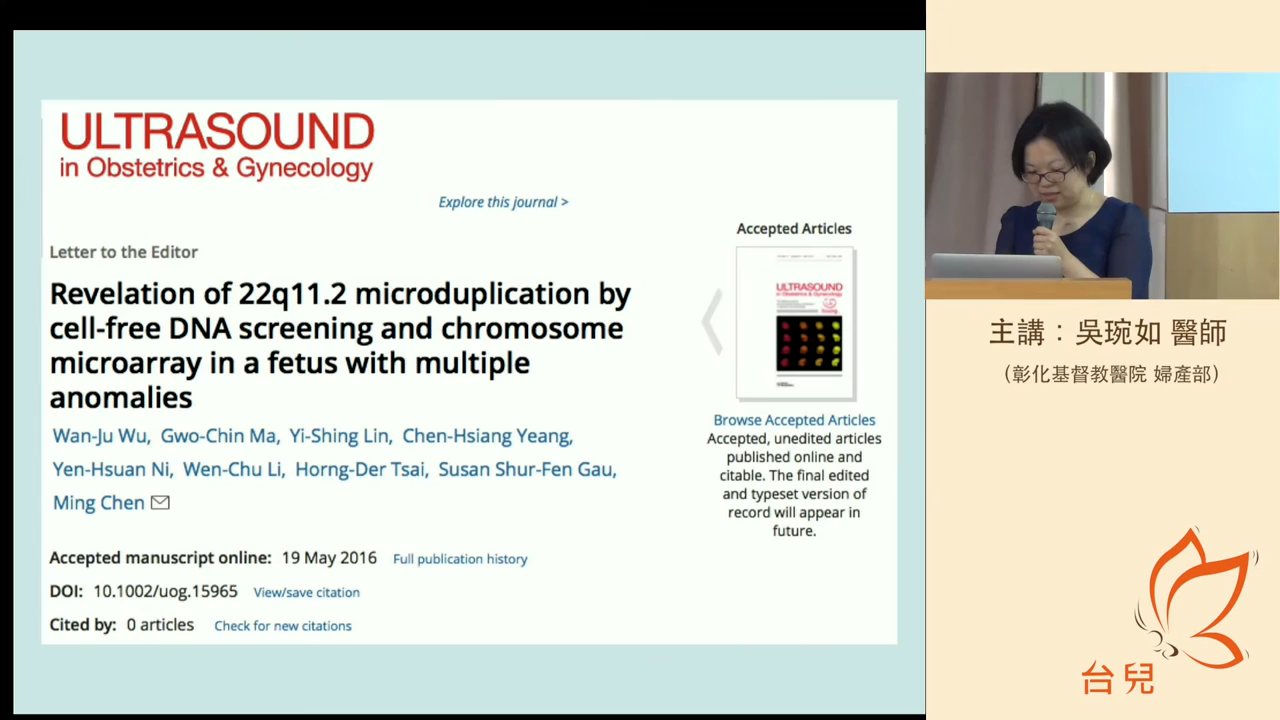 ULTRASOUND
in Obstetrics & Gynecology
Explore this journal >
Letter to the Editor
Revelation of 22q11.2 microduplication by
cell-free DNA screening and chromosome
microarray in a fetus with multiple
anomalies
Wan-Ju Wu, Gwo-Chin Ma, Yi-Shing Lin, Chen-Hsiang Yeang,
Yen-Hsuan Ni, Wen-Chu Li, Horng-Der Tsai, Susan Shur-Fen Gau,
Ming Chen
Accepted manuscript online: 19 May 2016 Full publication history
DOI: 10.1002/uog.15965 View/save citation
Cited by: 0 articles Check for new citations
Accepted Articles
ULTRASOUND
in Obstetrics & Gynecology
Browse Accepted Articles
Accepted, unedited articles
published online and
citable. The final edited
and typeset version of
record will appear in
future.
主講：吳琬如 醫師
（彰化基督教醫院 婦產部）
台兒